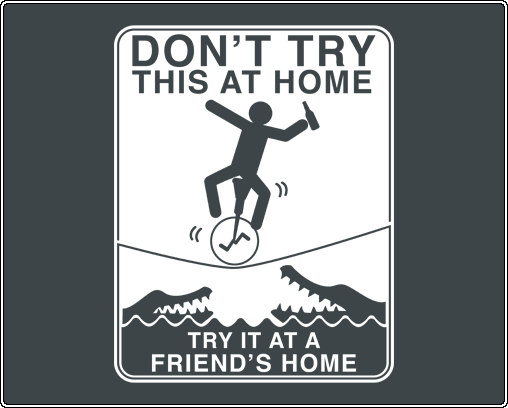 DON'T TRY
THIS AT HOME
TRY IT AT A
FRIEND'S HOME